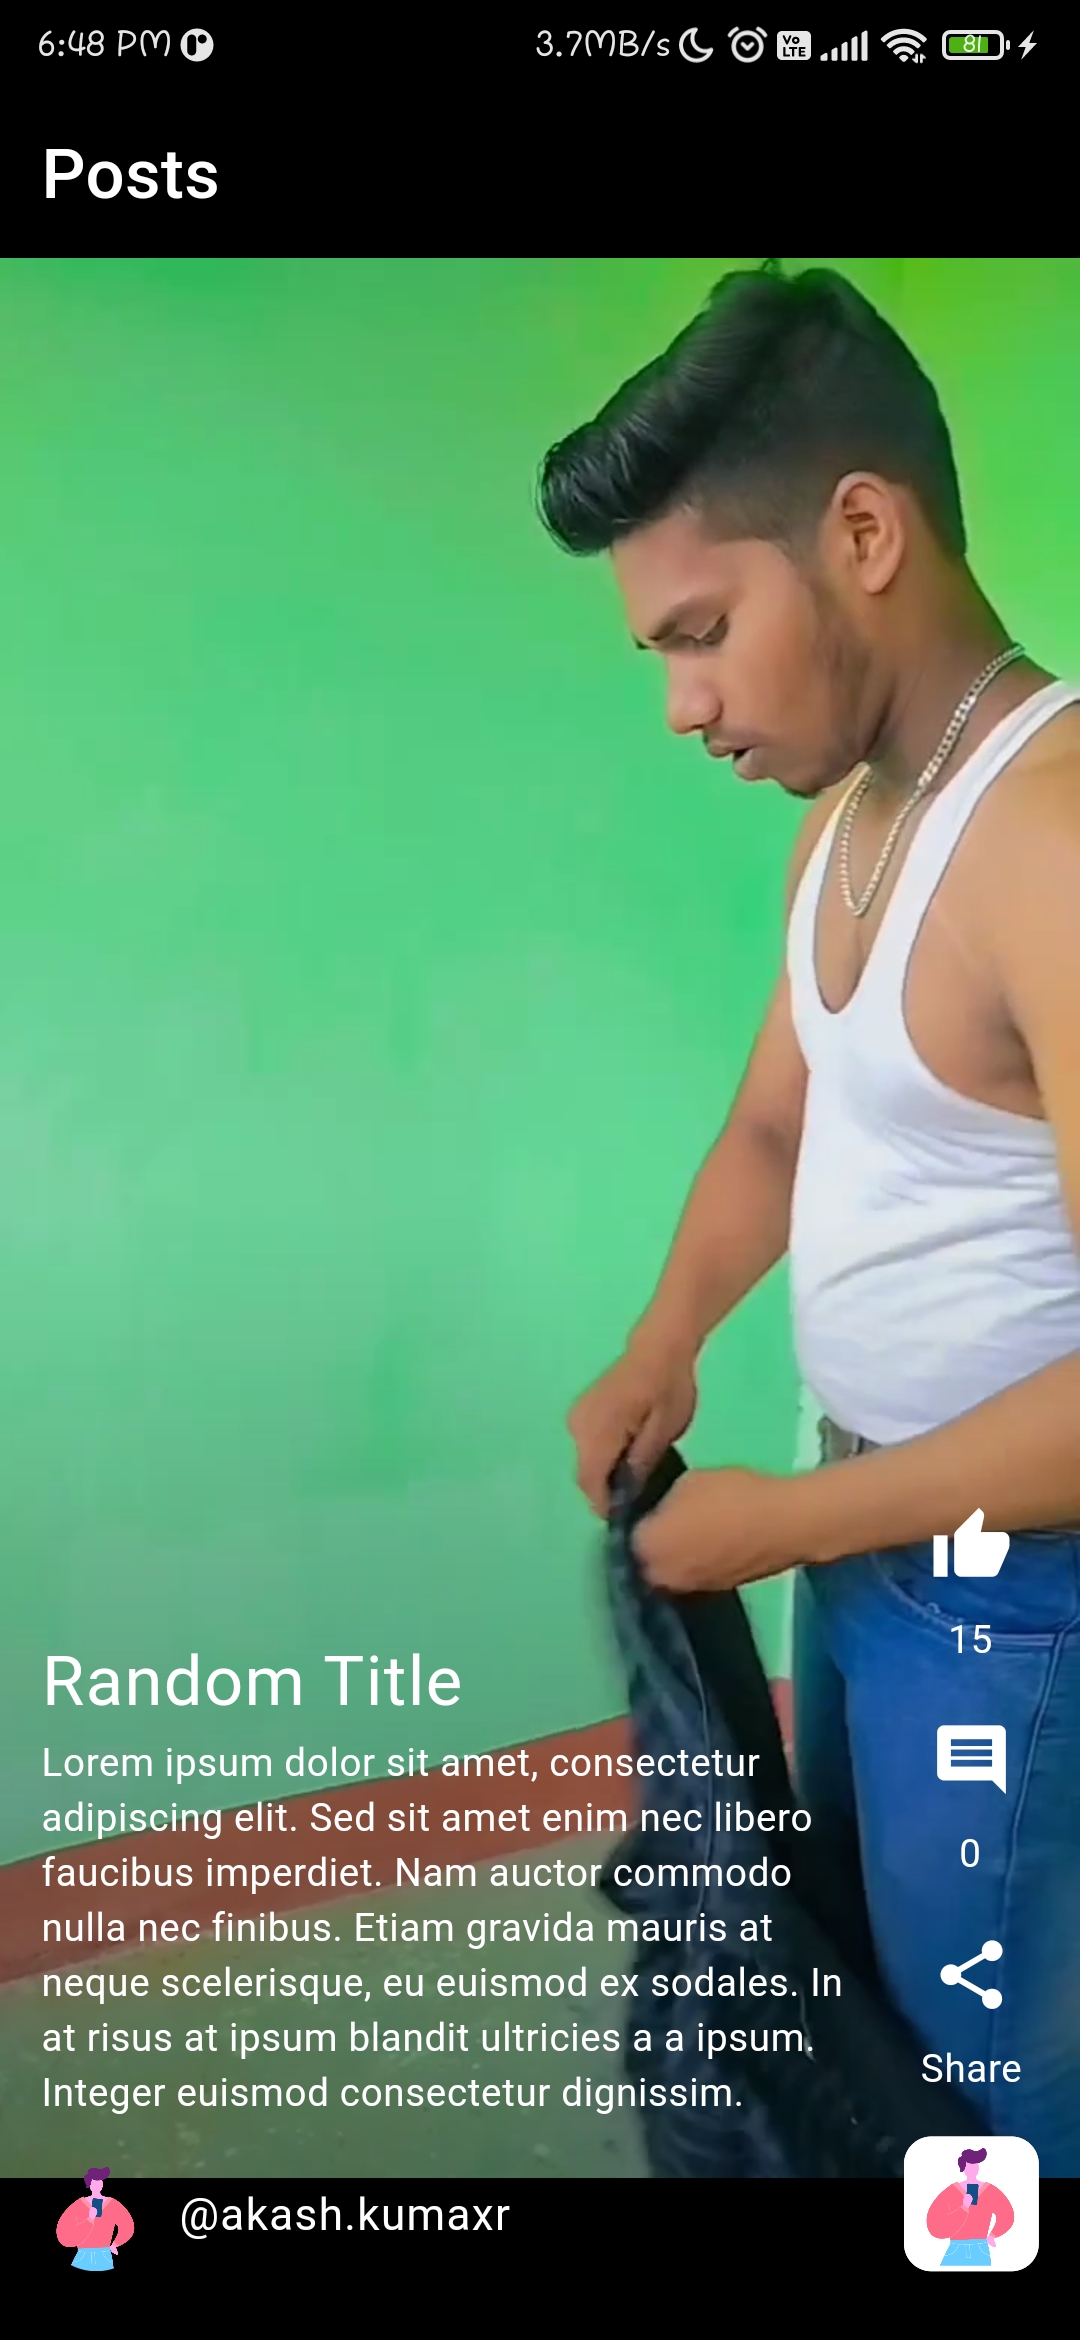 6:48 PM
3.7MB/s
Vo
LTE
81
Posts
15
Random Title
Lorem ipsum dolor sit amet, consectetur
adipiscing elit. Sed sit amet enim nec libero
faucibus imperdiet. Nam auctor commodo
nulla nec finibus. Etiam gravida mauris at
neque scelerisque, eu euismod ex sodales. In
at risus at ipsum blandit ultricies a a ipsum.
Integer euismod consectetur dignissim.
0
Share
@akash.kumaxr